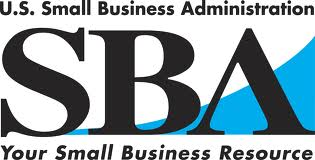 U.S. Small Business Administration
SBA
Your Small Business Resource